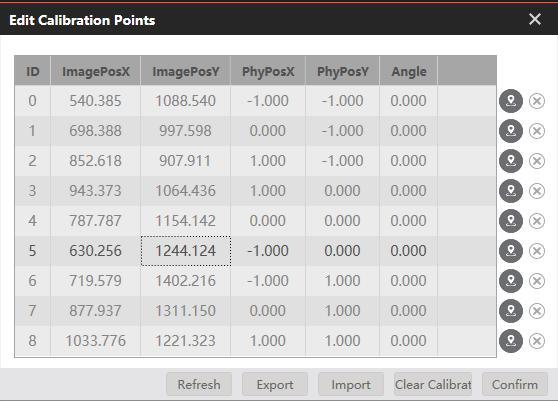 Edit Calibration Points
ID ImagePosX ImagePosY PhyPosX PhyPosY Angle
0 540.385 1088.540 -1.000 -1.000 0.000
1 698.388 997.598 0.000 -1.000 0.000
2 852.618 907.911 1.000 -1.000 0.000
3 943.373 1064.436 1.000 0.000 0.000
4 787.787 1154.142 0.000 0.000 0.000
5 630.256 1244.124 -1.000 0.000 0.000
6 719.579 1402.216 -1.000 1.000 0.000
7 877.937 1311.150 0.000 1.000 0.000
8 1033.776 1221.323 1.000 1.000 0.000
Refresh Export Import Clear Calibrat Confirm